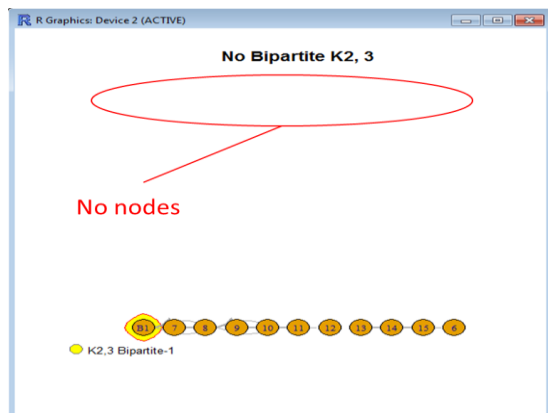 R Graphics: Device 2 (ACTIVE)
No Bipartite K2, 3
No nodes
B1 7 8 9 10 11 12 13 14 15 6
K2,3 Bipartite-1